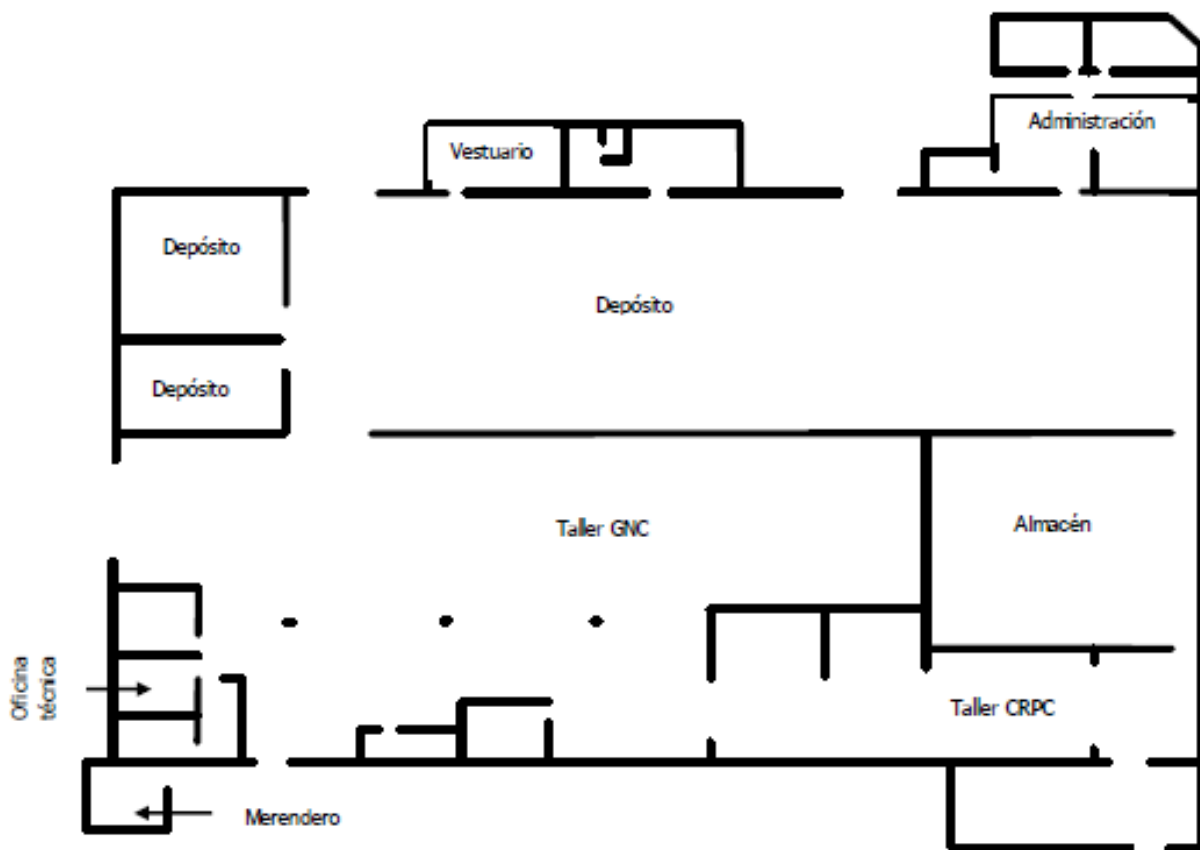 Administración
Vestuario
Depósito
Depósito
Depósito
Taller GNC
Almacén
Oficina
técnica
Taller CRPC
Merendero